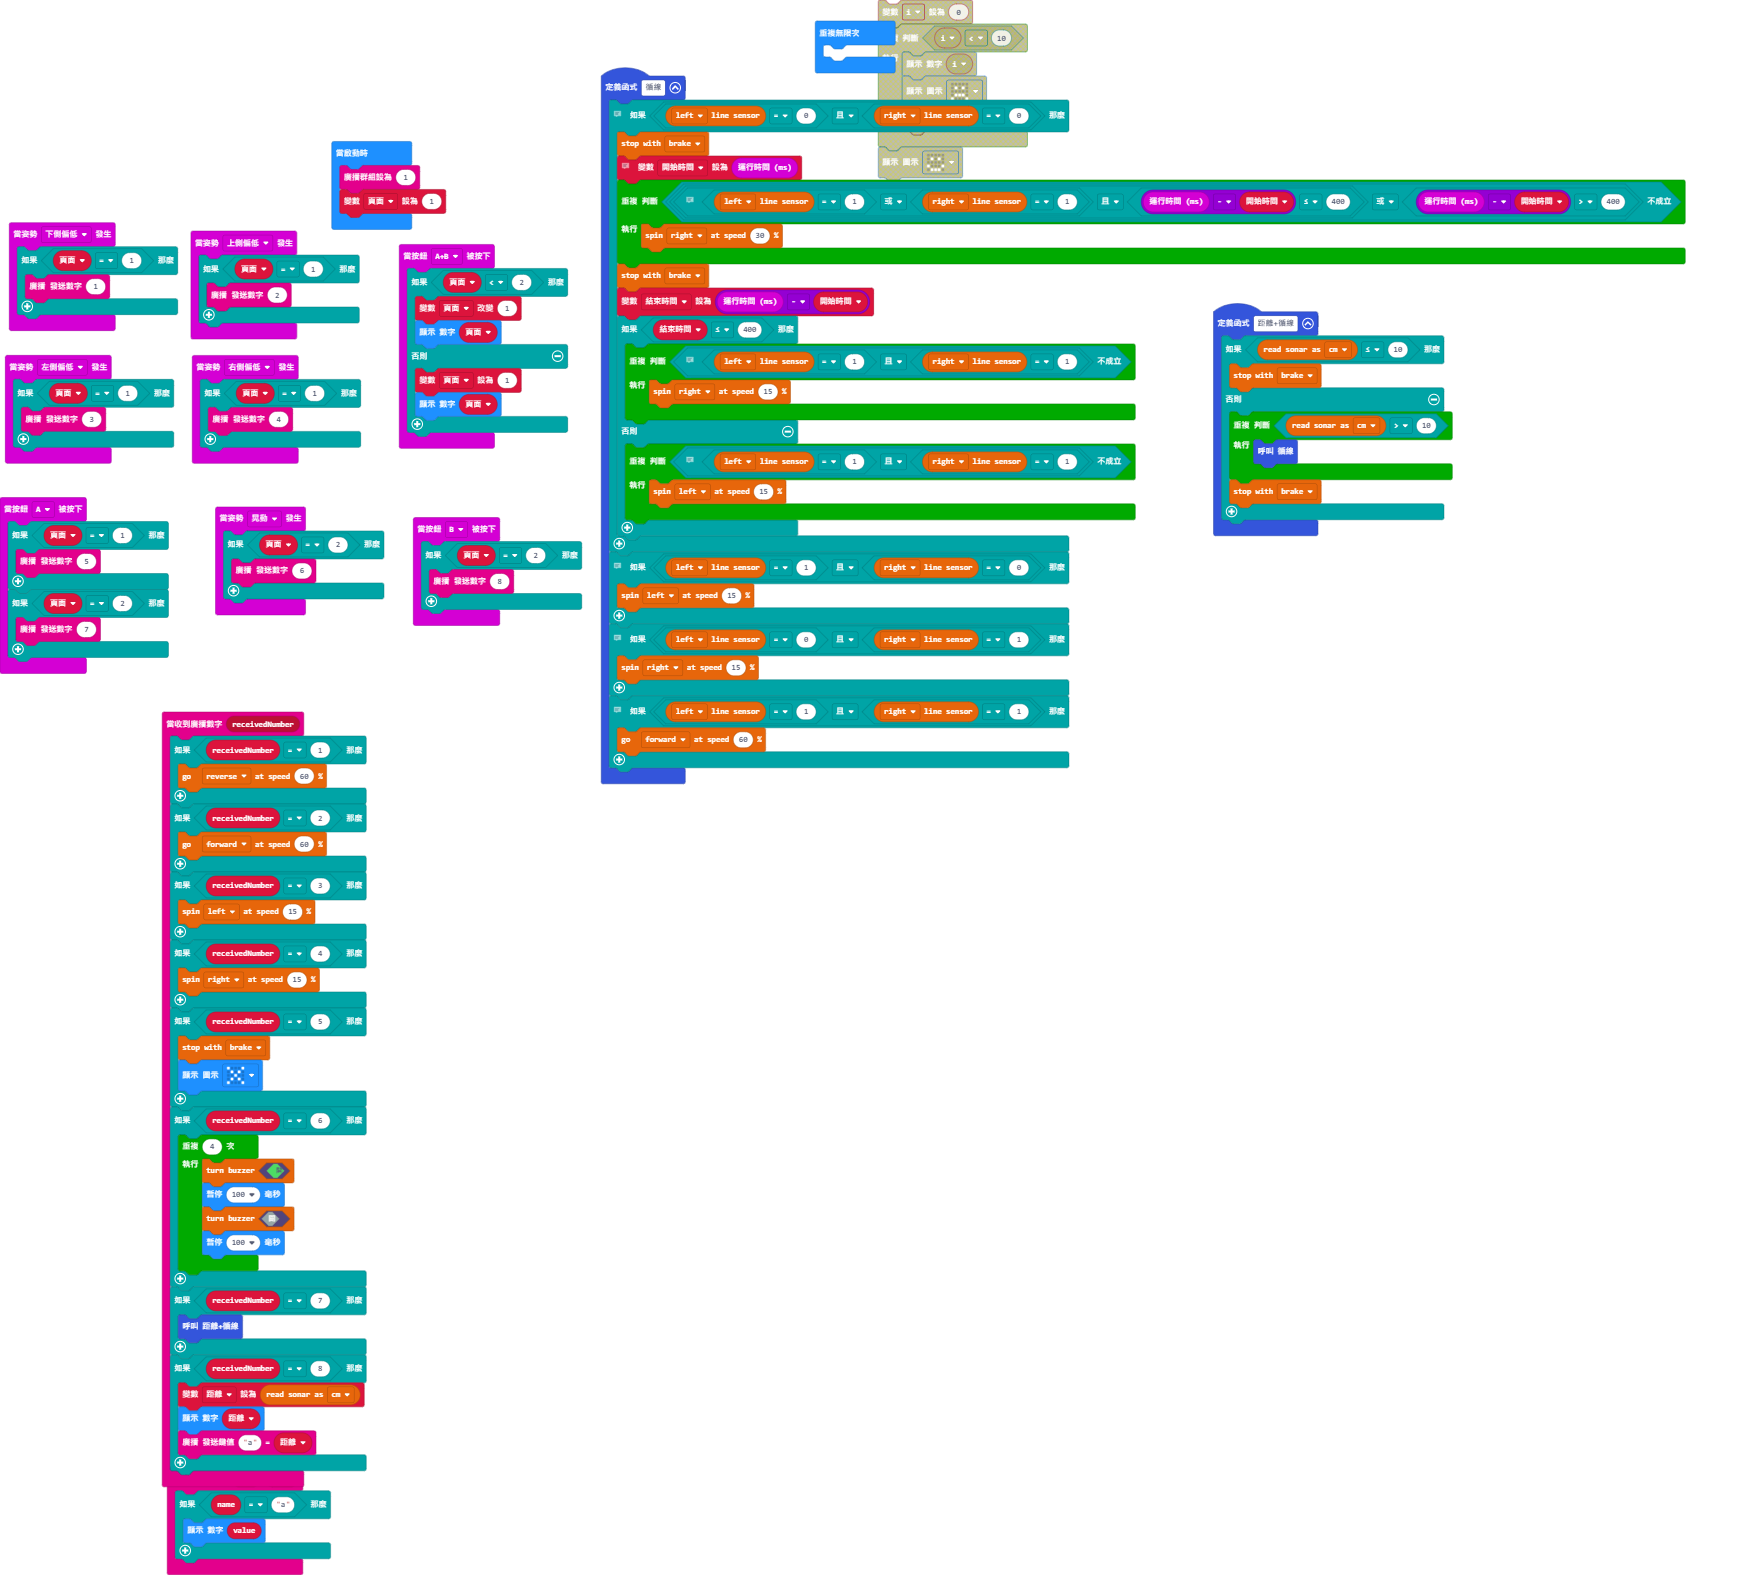 變數 i 設為 0
重複無限次
列斷 i < 10
顯示 數字 i
顯示 圖示
顯示 圖示
當啟動時
廣播群組設為 1
變數 頁面 設為 1
當姿勢 下側偏低 發生
如果 頁面 = 1 那麼
廣播 發送數字 1
當姿勢 上側偏低 發生
如果 頁面 = 1 那麼
廣播 發送數字 2
當姿勢 左側偏低 發生
如果 頁面 = 1 那麼
廣播 發送數字 3
當姿勢 右側偏低 發生
如果 頁面 = 1 那麼
廣播 發送數字 4
當按鈕 A+B 被按下
如果 頁面 < 2 那麼
變數 頁面 改變 1
顯示 數字 頁面
否則
變數 頁面 設為 1
顯示 數字 頁面
當按鈕 A 被按下
如果 頁面 = 1 那麼
廣播 發送數字 5
如果 頁面 = 2 那麼
廣播 發送數字 7
當姿勢 晃動 發生
如果 頁面 = 2 那麼
廣播 發送數字 6
當按鈕 B 被按下
如果 頁面 = 2 那麼
廣播 發送數字 8
定義函式 循線
如果 left line sensor = 0 且 right line sensor = 0 那麼
stop with brake
變數 開始時間 設為 運行時間 (ms)
重複 判斷 left line sensor = 1 或 right line sensor = 1 且 運行時間 (ms) - 開始時間 ≤ 400 或 運行時間 (ms) - 開始時間 > 400 不成立
執行 spin right at speed 30 %
stop with brake
變數 結束時間 設為 運行時間 (ms) - 開始時間
如果 結束時間 ≤ 400 那麼
重複 判斷 left line sensor = 1 且 right line sensor = 1 不成立
執行 spin right at speed 15 %
否則
重複 判斷 left line sensor = 1 且 right line sensor = 1 不成立
執行 spin left at speed 15 %
如果 left line sensor = 1 且 right line sensor = 0 那麼
spin left at speed 15 %
如果 left line sensor = 0 且 right line sensor = 1 那麼
spin right at speed 15 %
如果 left line sensor = 1 且 right line sensor = 1 那麼
go forward at speed 60 %
定義函式 距離+循線
如果 read sonar as cm ≤ 10 那麼
stop with brake
否則
重複 判斷 read sonar as cm > 10
執行 呼叫 循線
stop with brake
當收到廣播數字 receivedNumber
如果 receivedNumber = 1 那麼
go reverse at speed 60 %
如果 receivedNumber = 2 那麼
go forward at speed 60 %
如果 receivedNumber = 3 那麼
spin left at speed 15 %
如果 receivedNumber = 4 那麼
spin right at speed 15 %
如果 receivedNumber = 5 那麼
stop with brake
顯示 圖示
如果 receivedNumber = 6 那麼
重複 4 次
執行 turn buzzer
暫停 100 毫秒
turn buzzer
暫停 100 毫秒
如果 receivedNumber = 7 那麼
呼叫 距離+循線
如果 receivedNumber = 8 那麼
變數 距離 設為 read sonar as cm
顯示 數字 距離
廣播 發送鍵值 "a" = 距離
如果 name = "a" 那麼
顯示 數字 value